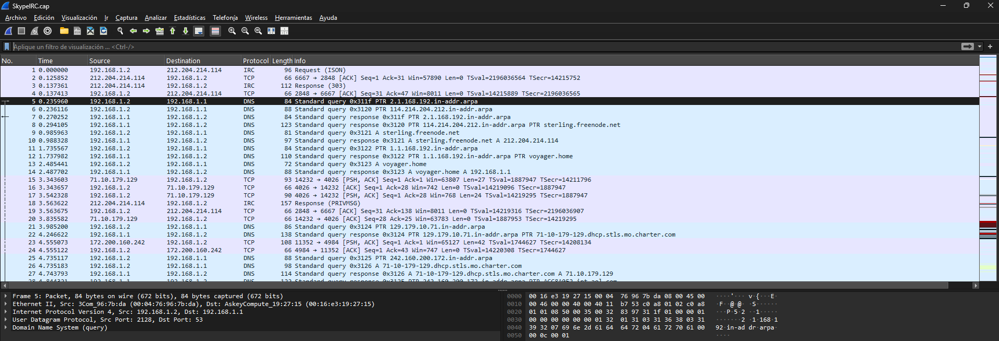 SkypeIRC.cap
Archivo Edición Visualización Ir Captura Analizar Estadísticas Telefonía Wireless Herramientas Ayuda
Aplique un filtro de visualización ... <Ctrl-/>
No. Time Source Destination Protocol Length Info
1 0.000000 192.168.1.2 212.204.214.114 IRC 96 Request (ISON)
2 0.125852 212.204.214.114 192.168.1.2 TCP 66 6667 → 2848 [ACK] Seq=1 Ack=31 Win=57890 Len=0 TSval=2196036564 TSecr=14215752
3 0.137361 212.204.214.114 192.168.1.2 IRC 112 Response (303)
4 0.137413 192.168.1.2 212.204.214.114 TCP 66 2848 → 6667 [ACK] Seq=31 Ack=47 Win=8011 Len=0 TSval=14215889 TSecr=2196036565
5 0.235960 192.168.1.2 192.168.1.1 DNS 84 Standard query 0x311f PTR 2.1.168.192.in-addr.arpa
6 0.236116 192.168.1.2 192.168.1.1 DNS 88 Standard query 0x3120 PTR 114.214.204.212.in-addr.arpa
7 0.270252 192.168.1.1 192.168.1.2 DNS 84 Standard query response 0x311f PTR 2.1.168.192.in-addr.arpa
8 0.294105 192.168.1.1 192.168.1.2 DNS 123 Standard query response 0x3120 PTR 114.214.204.212.in-addr.arpa PTR sterling.freenode.net
9 0.985963 192.168.1.2 192.168.1.1 DNS 81 Standard query 0x3121 A sterling.freenode.net
10 0.988328 192.168.1.1 192.168.1.2 DNS 97 Standard query response 0x3121 A sterling.freenode.net A 212.204.214.114
11 1.735567 192.168.1.2 192.168.1.1 DNS 84 Standard query 0x3122 PTR 1.1.168.192.in-addr.arpa
12 1.737982 192.168.1.1 192.168.1.2 DNS 110 Standard query response 0x3122 PTR 1.1.168.192.in-addr.arpa PTR voyager.home
13 2.485441 192.168.1.2 192.168.1.1 DNS 72 Standard query 0x3123 A voyager.home
14 2.487702 192.168.1.1 192.168.1.2 DNS 88 Standard query response 0x3123 A voyager.home A 192.168.1.1
15 3.343603 71.10.179.129 192.168.1.2 TCP 93 14232 → 4026 [PSH, ACK] Seq=1 Ack=1 Win=63807 Len=27 TSval=1887947 TSecr=14211796
16 3.343657 192.168.1.2 71.10.179.129 TCP 66 4026 → 14232 [ACK] Seq=1 Ack=28 Win=742 Len=0 TSval=14219096 TSecr=1887947
17 3.542328 192.168.1.2 71.10.179.129 TCP 90 4026 → 14232 [PSH, ACK] Seq=1 Ack=28 Win=768 Len=24 TSval=14219295 TSecr=1887947
18 3.563622 212.204.214.114 192.168.1.2 IRC 157 Response (PRIVMSG)
19 3.563675 192.168.1.2 212.204.214.114 TCP 66 2848 → 6667 [ACK] Seq=31 Ack=138 Win=8011 Len=0 TSval=14219316 TSecr=2196036907
20 3.835582 71.10.179.129 192.168.1.2 TCP 66 14232 → 4026 [ACK] Seq=28 Ack=25 Win=63783 Len=0 TSval=1887953 TSecr=14219295
21 3.985200 192.168.1.2 192.168.1.1 DNS 86 Standard query 0x3124 PTR 129.179.10.71.in-addr.arpa
22 4.246622 192.168.1.1 192.168.1.2 DNS 138 Standard query response 0x3124 PTR 129.179.10.71.in-addr.arpa PTR 71-10-179-129.dhcp.stls.mo.charter.com
23 4.555073 172.200.160.242 192.168.1.2 TCP 108 11352 → 4984 [PSH, ACK] Seq=1 Ack=1 Win=65127 Len=42 TSval=1744627 TSecr=14208134
24 4.555122 192.168.1.2 172.200.160.242 TCP 66 4984 → 11352 [ACK] Seq=1 Ack=43 Win=747 Len=0 TSval=14220308 TSecr=1744627
25 4.735117 192.168.1.2 192.168.1.1 DNS 88 Standard query 0x3125 PTR 242.160.200.172.in-addr.arpa
26 4.735183 192.168.1.2 192.168.1.1 DNS 98 Standard query 0x3126 A 71-10-179-129.dhcp.stls.mo.charter.com
27 4.743793 192.168.1.1 192.168.1.2 DNS 114 Standard query response 0x3126 A 71-10-179-129.dhcp.stls.mo.charter.com A 71.10.179.129
28 4.844321 192.168.1.1 192.168.1.2 DNS 122 Standard query response 0x3125 PTR 242.160.200.172.in-addr.arpa PTR ACC8A0F2.ipt.aol.com
Frame 5: Packet, 84 bytes on wire (672 bits), 84 bytes captured (672 bits)
Ethernet II, Src: 3Com_96:7b:da (00:04:76:96:7b:da), Dst: AskeyCompute_19:27:15 (00:16:e3:19:27:15)
Internet Protocol Version 4, Src: 192.168.1.2, Dst: 192.168.1.1
User Datagram Protocol, Src Port: 2128, Dst Port: 53
Domain Name System (query)
0000 00 16 e3 19 27 15 00 04 76 96 7b da 08 00 45 00 ····'··· v·{···E·
0010 00 46 00 00 40 00 40 11 b7 53 c0 a8 01 02 c0 a8 ·F··@·@· ·S······
0020 01 01 08 50 00 35 00 32 83 97 31 1f 01 00 00 01 ···P·5·2 ··1·····
0030 00 00 00 00 00 00 01 32 01 31 03 31 36 38 03 31 ·······2 ·1·168·1
0040 39 32 07 69 6e 2d 61 64 64 72 04 61 72 70 61 00 92·in-ad dr·arpa·
0050 00 0c 00 01 ····